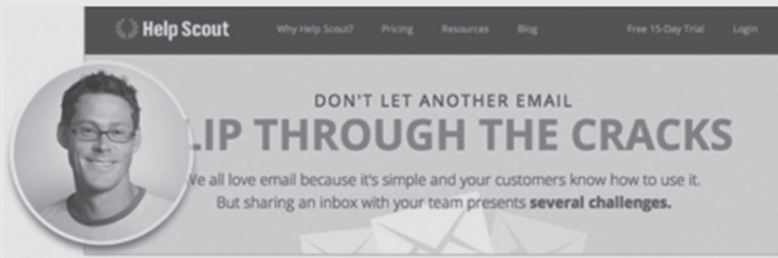 Help Scout Why Help Scout? Pricing Resources Blog Free 15-Day Trial Login
DON'T LET ANOTHER EMAIL
LIP THROUGH THE CRACKS
We all love email because it's simple and your customers know how to use it.
But sharing an inbox with your team presents several challenges.